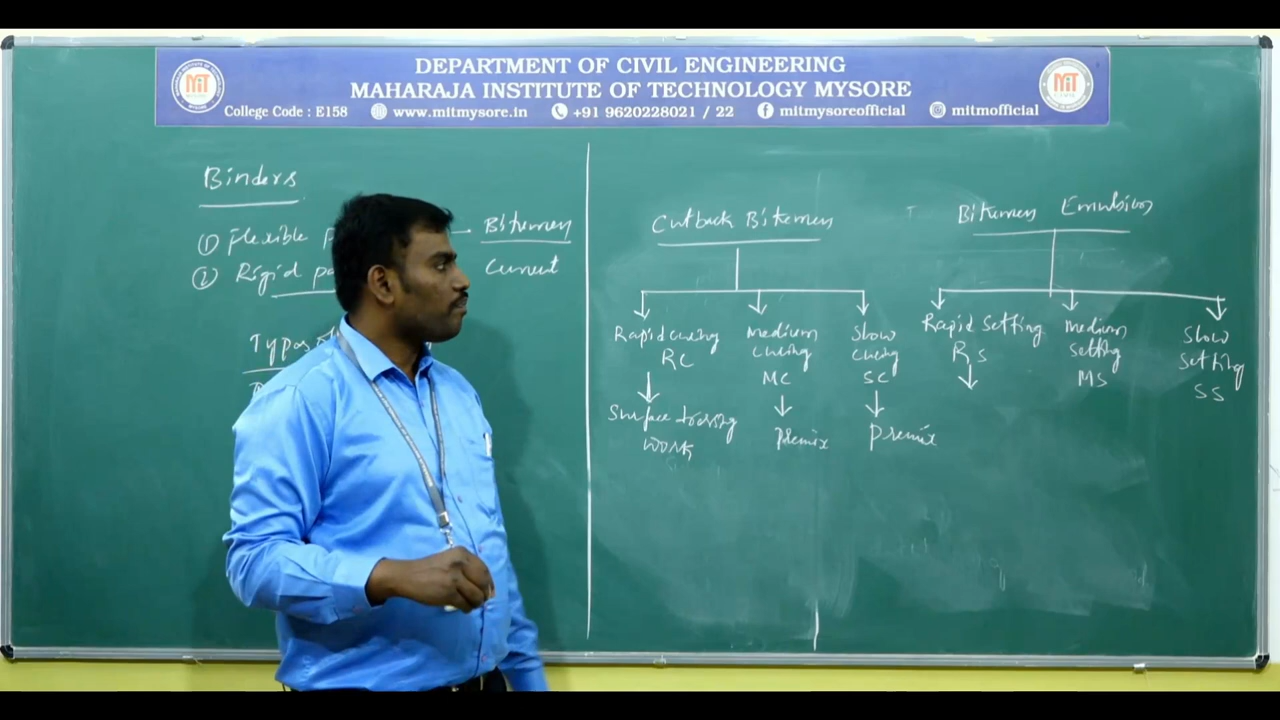 DEPARTMENT OF CIVIL ENGINEERING
MAHARAJA INSTITUTE OF TECHNOLOGY MYSORE
College Code : E158 www.mitmysore.in +91 9620228021 / 22 mitmysoreofficial mitmofficial
MIT
MIT
Binders
① Flexible P Bitumen
② Rigid pa Cement
Types
Cutback Bitumen
Rapid curing
RC
Surface dressing
WORK
Medium
curing
MC
Premix
Slow
curing
SC
Premix
Bitumen Emulsion
Rapid Setting
RS
Medium
Setting
MS
Slow
Setting
SS